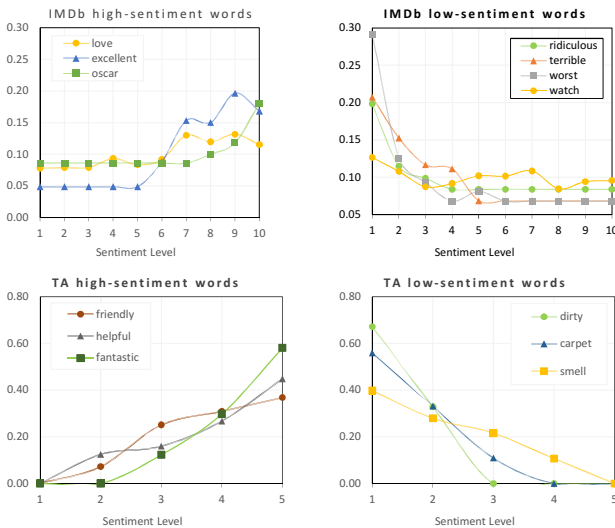 IMDb high-sentiment words
0.30
0.25
0.20
0.15
0.10
0.05
0.00
love
excellent
oscar
1 2 3 4 5 6 7 8 9 10
Sentiment Level
IMDb low-sentiment words
0.30
0.25
0.20
0.15
0.10
0.05
ridiculous
terrible
worst
watch
1 2 3 4 5 6 7 8 9 10
Sentiment Level
TA high-sentiment words
0.80
0.60
0.40
0.20
0.00
friendly
helpful
fantastic
1 2 3 4 5
Sentiment Level
TA low-sentiment words
0.80
0.60
0.40
0.20
0.00
dirty
carpet
smell
1 2 3 4 5
Sentiment Level